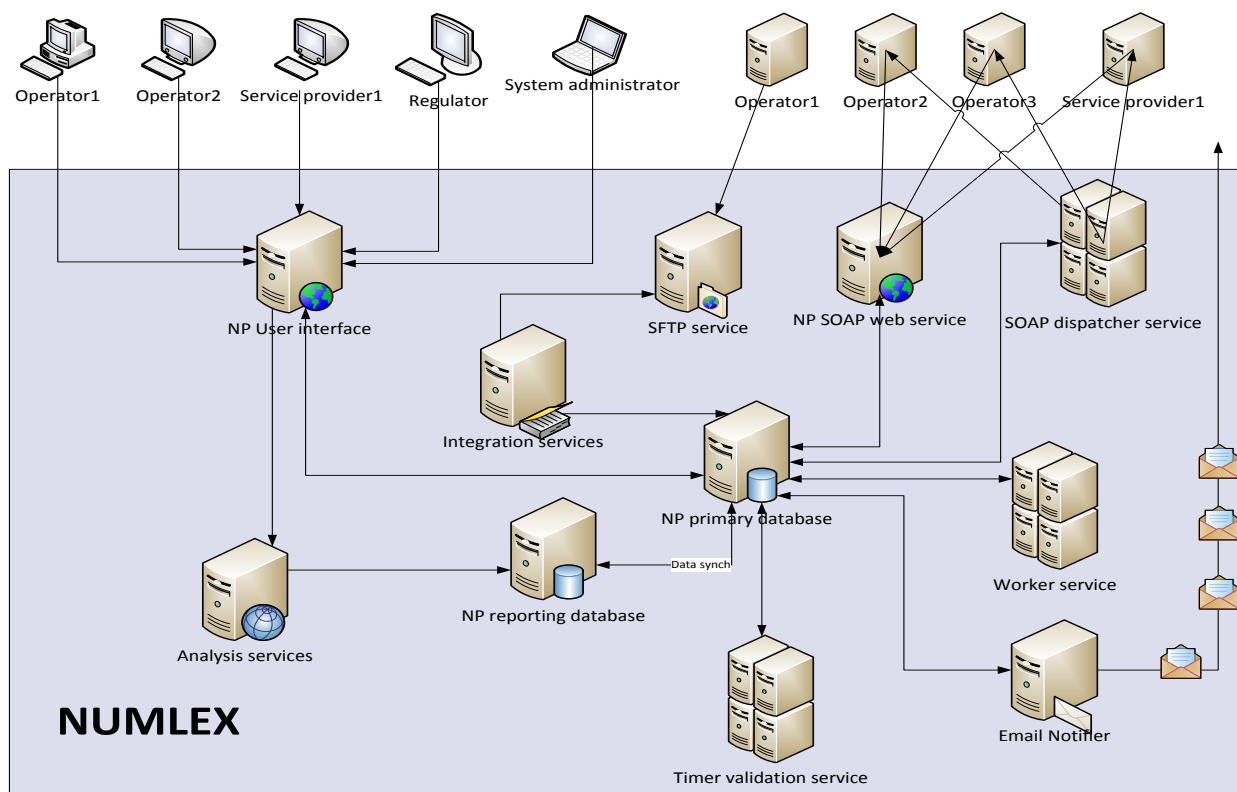 Operator1
Operator2
Service provider1
Regulator
System administrator
Operator1
Operator2
Operator3
Service provider1
NP User interface
SFTP service
NP SOAP web service
SOAP dispatcher service
Integration services
NP primary database
Data synch
Worker service
NP reporting database
Analysis services
Email Notifier
Timer validation service
NUMLEX